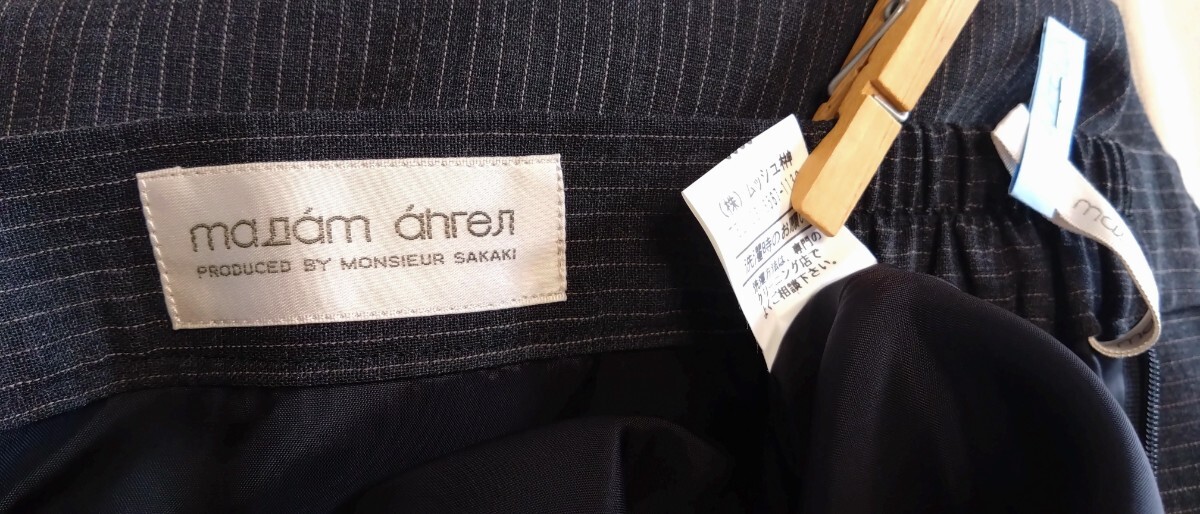 maдám áhгeл
PRODUCED BY MONSIEUR SAKAKI
(株)ムッシュ榊
洗濯時のお願い
洗濯方法は、専門の
クリーニング店で
よくご相談下さい。